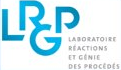 LRGP
LABORATOIRE
RÉACTIONS ET
GÉNIE
DES PROCÉDÉS